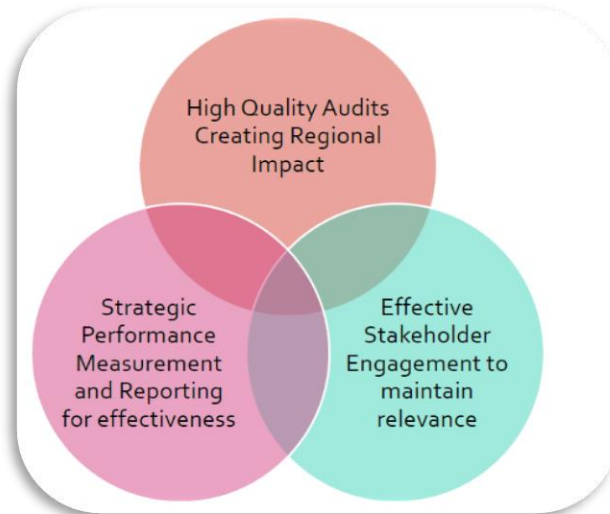 High Quality Audits
Creating Regional
Impact
Strategic
Performance
Measurement
and Reporting
for effectiveness
Effective
Stakeholder
Engagement to
maintain
relevance